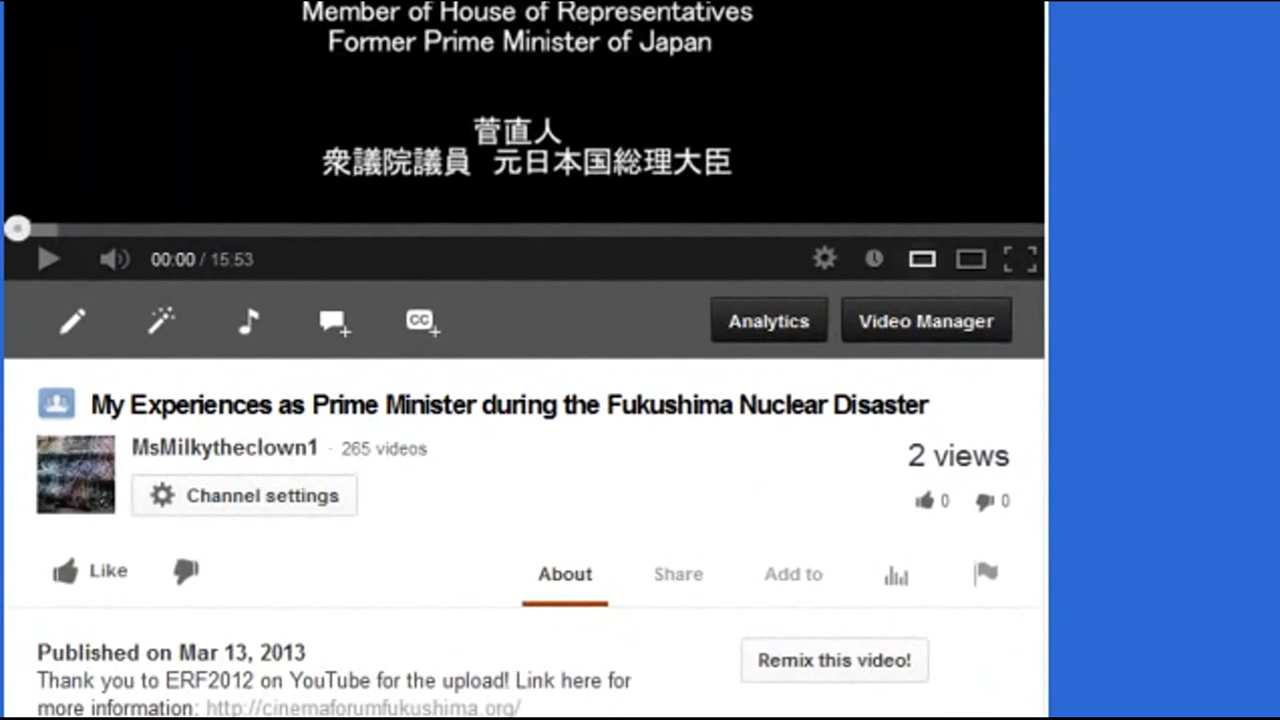 Member of House of Representatives
Former Prime Minister of Japan
菅直人
衆議院議員 元日本国総理大臣
00:00 / 15:53
CC
Analytics
Video Manager
My Experiences as Prime Minister during the Fukushima Nuclear Disaster
MsMilkytheclown1 - 265 videos
2 views
Channel settings
0 0
Like
About Share Add to
Published on Mar 13, 2013
Remix this video!
Thank you to ERF2012 on YouTube for the upload! Link here for
more information: http://cinemaforumfukushima.org/